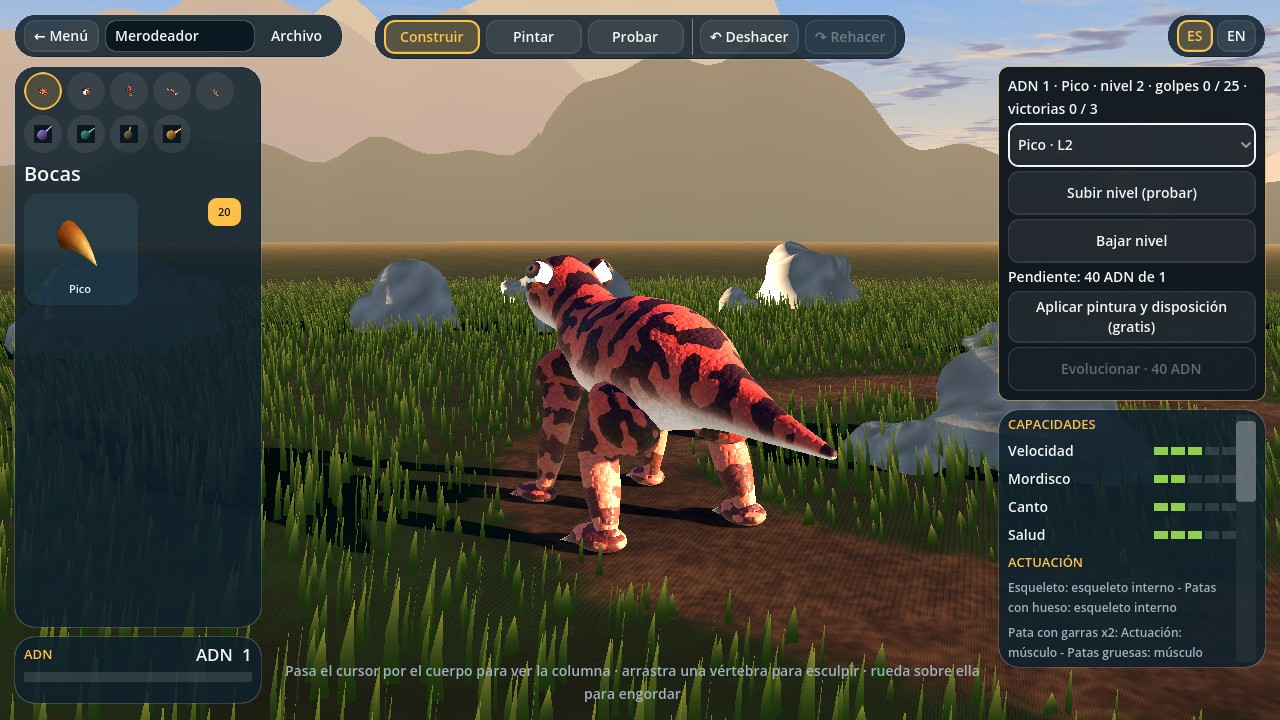 ← Menú
Merodeador
Archivo
Construir
Pintar
Probar
↶ Deshacer
↷ Rehacer
ES
EN
Bocas
20
Pico
ADN
ADN 1
Pasa el cursor por el cuerpo para ver la columna · arrastra una vértebra para esculpir · rueda sobre ella
para engordar
ADN 1 · Pico · nivel 2 · golpes 0 / 25 ·
victorias 0 / 3
Pico · L2
Subir nivel (probar)
Bajar nivel
Pendiente: 40 ADN de 1
Aplicar pintura y disposición
(gratis)
Evolucionar · 40 ADN
CAPACIDADES
Velocidad
Mordisco
Canto
Salud
ACTUACIÓN
Esqueleto: esqueleto interno - Patas
con hueso: esqueleto interno
Pata con garras x2: Actuación:
músculo - Patas gruesas: músculo